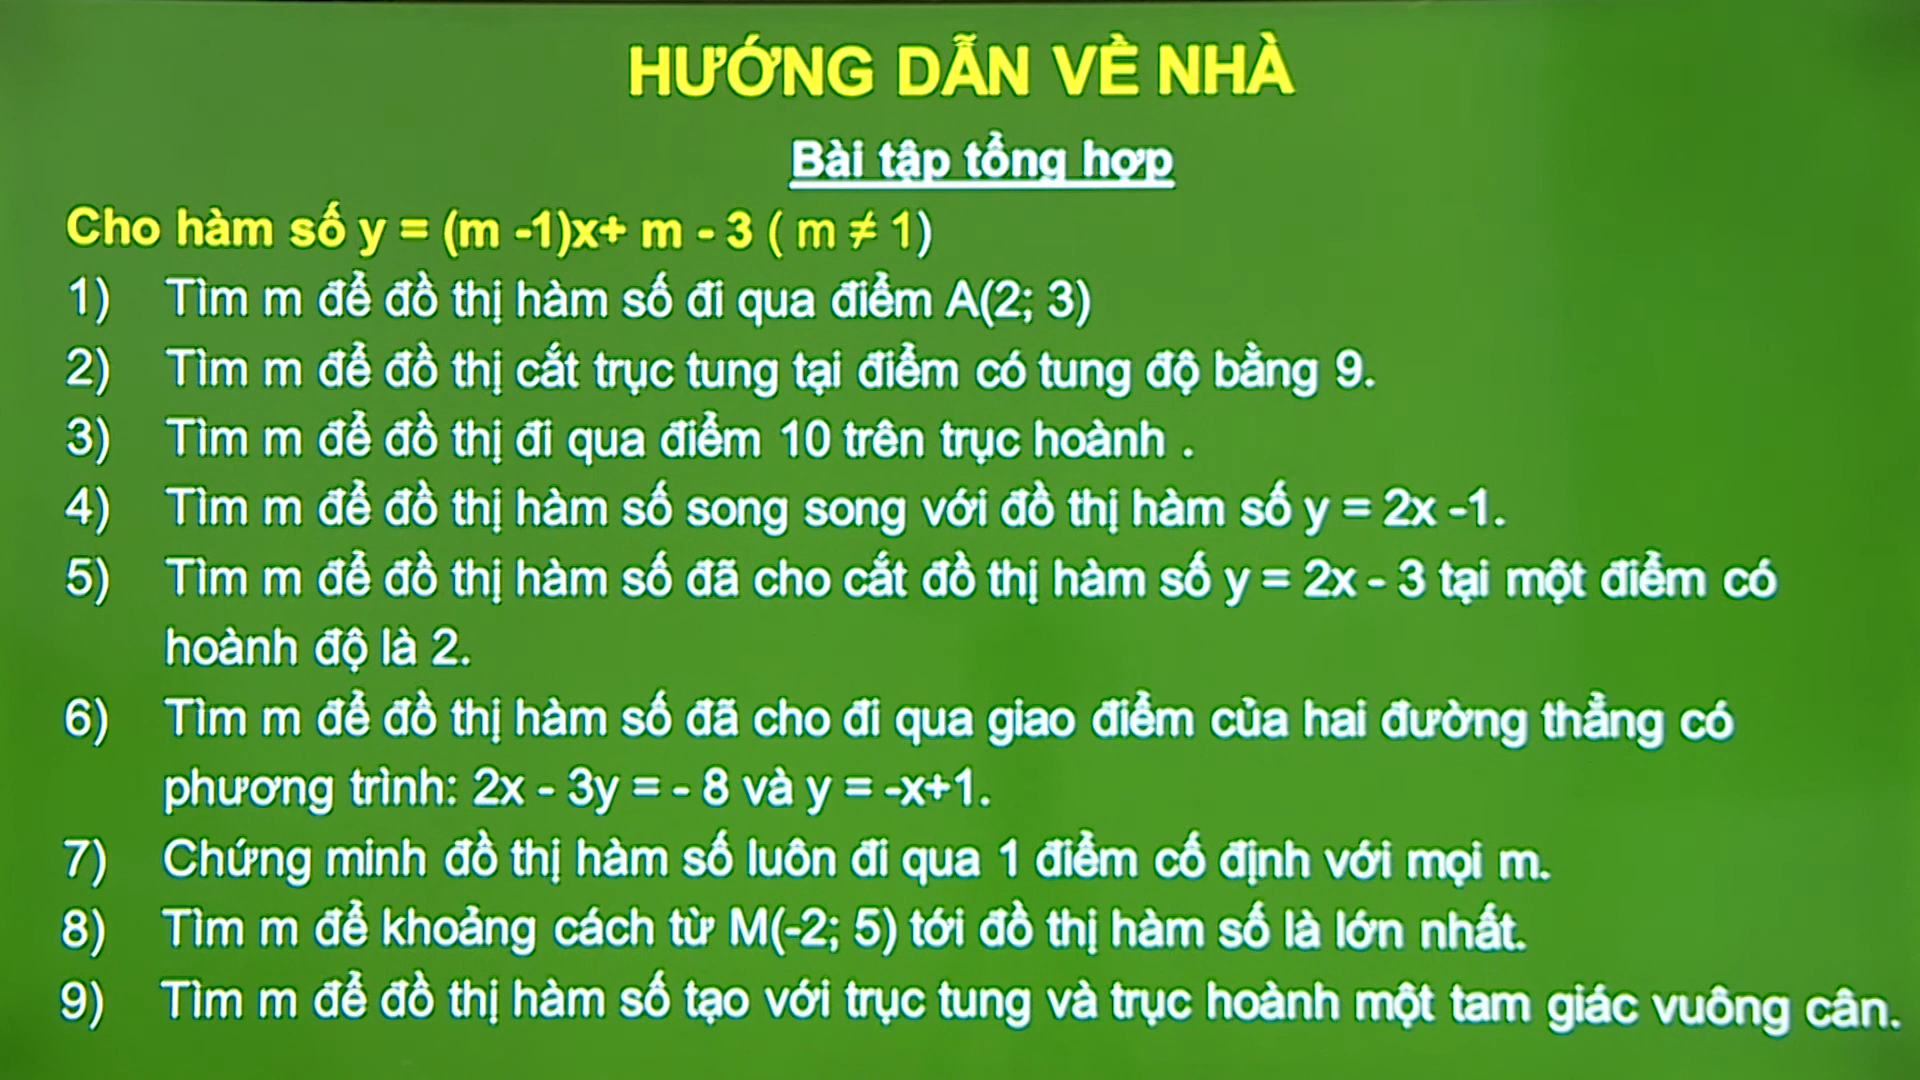 HƯỚNG DẪN VỀ NHÀ
Bài tập tổng hợp
Cho hàm số y = (m -1)x+ m - 3 ( m ≠ 1)
1) Tìm m để đồ thị hàm số đi qua điểm A(2; 3)
2) Tìm m để đồ thị cắt trục tung tại điểm có tung độ bằng 9.
3) Tìm m để đồ thị đi qua điểm 10 trên trục hoành .
4) Tìm m để đồ thị hàm số song song với đồ thị hàm số y = 2x -1.
5) Tìm m để đồ thị hàm số đã cho cắt đồ thị hàm số y = 2x - 3 tại một điểm có
hoành độ là 2.
6) Tìm m để đồ thị hàm số đã cho đi qua giao điểm của hai đường thẳng có
phương trình: 2x - 3y = - 8 và y = -x+1.
7) Chứng minh đồ thị hàm số luôn đi qua 1 điểm cố định với mọi m.
8) Tìm m để khoảng cách từ M(-2; 5) tới đồ thị hàm số là lớn nhất.
9) Tìm m để đồ thị hàm số tạo với trục tung và trục hoành một tam giác vuông cân.